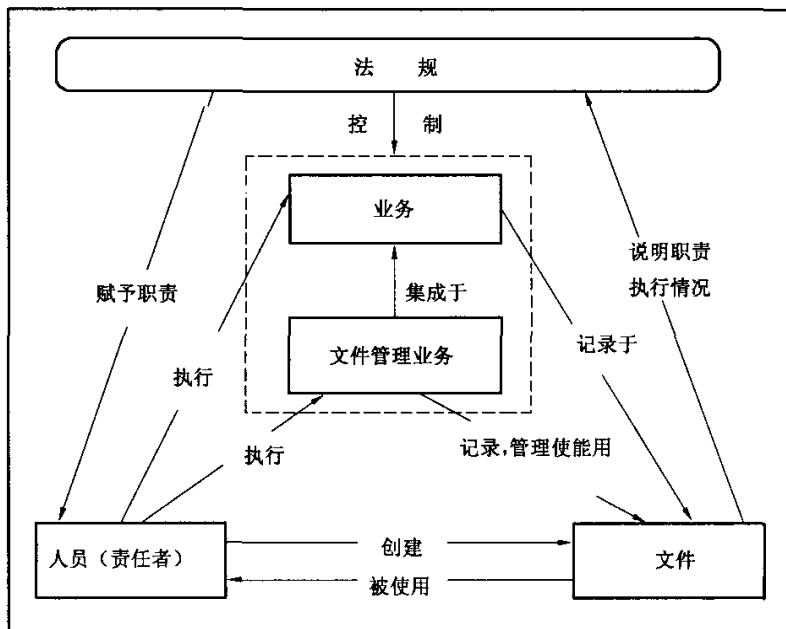 法 规
控 制
业务
说明职责
执行情况
赋予职责
集成于
记录于
文件管理业务
执行
执行
记录,管理使能用
人员(责任者)
创建
文件
被使用